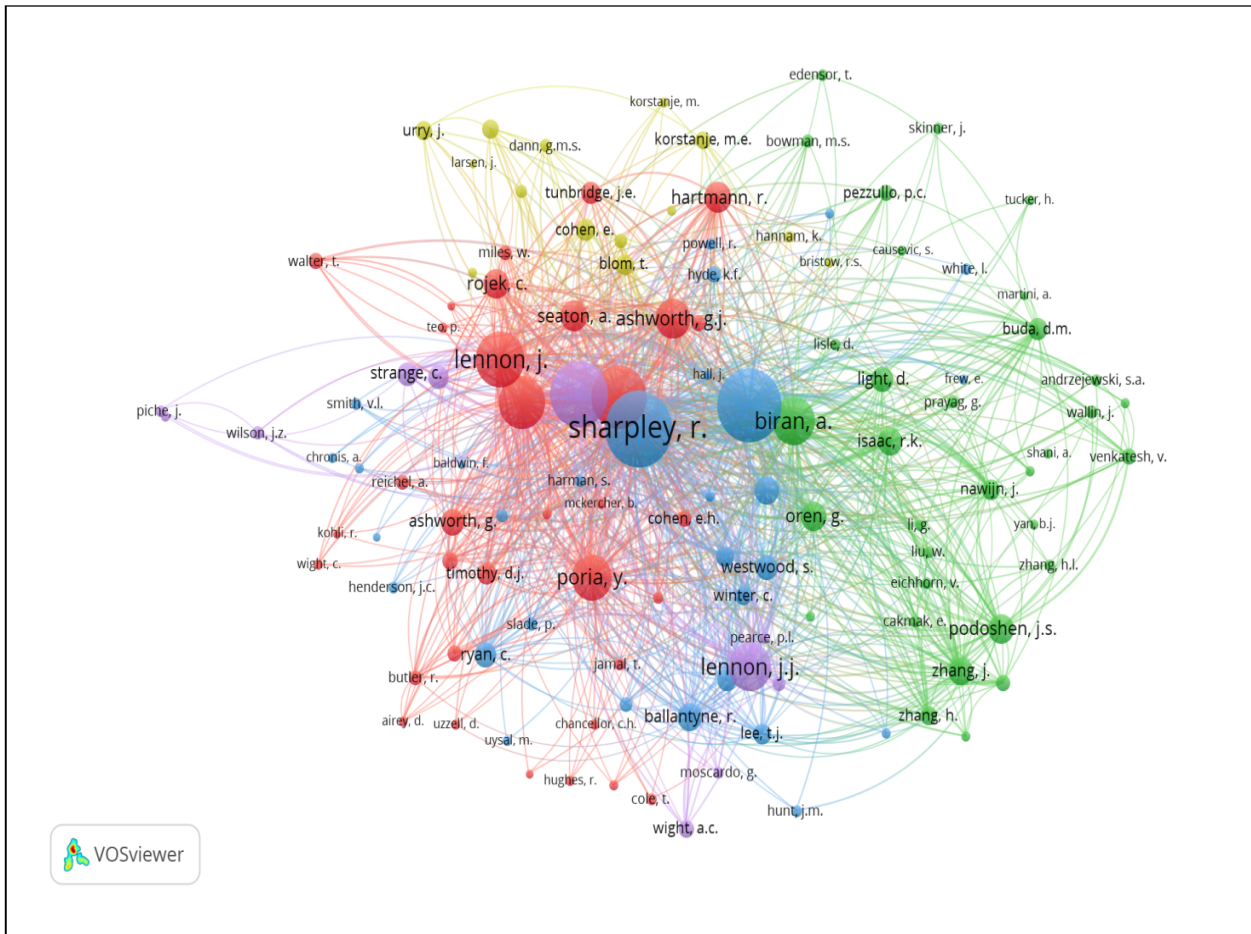 edensor, t.
korstanje, m.
urry, j.
skinner, j.
korstanje, m.e.
bowman, m.s.
dann, g.m.s.
larsen, j.
tunbridge, j.e.
pezzullo, p.c.
hartmann, r.
tucker, h.
cohen, e.
hannam, k.
powell, r.
miles, w.
causevic, s.
walter, t.
blom, t.
bristow, r.s.
white, l.
hyde, k.f.
rojek, c.
martini, a.
seaton, a.
ashworth, g.j.
teo, p.
buda, d.m.
lisle, d.
lennon, j.
strange, c.
hall, j.
light, d.
frew, e.
andrzejewski, s.a.
smith, v.l.
prayag, g.
piche, j.
wallin, j.
sharpley, r.
biran, a.
wilson, j.z.
isaac, r.k.
shani, a.
chronis, a.
baldwin, f.
venkatesh, v.
reichel, a.
harman, s.
nawijn, j.
mckercher, b.
ashworth, g.
cohen, e.h.
oren, g.
li, g.
yan, b.j.
kohli, r.
liu, w.
wight, c.
timothy, d.j.
poria, y.
westwood, s.
zhang, h.l.
henderson, j.c.
winter, c.
eichhorn, v.
slade, p.
cakmak, e.
podoshen, j.s.
pearce, p.l.
ryan, c.
jamal, t.
lennon, j.j.
zhang, j.
butler, r.
airey, d.
uzzell, d.
chancellor, c.h.
ballantyne, r.
zhang, h.
uysal, m.
lee, t.j.
moscardo, g.
hughes, r.
cole, t.
hunt, j.m.
wight, a.c.
VOSviewer